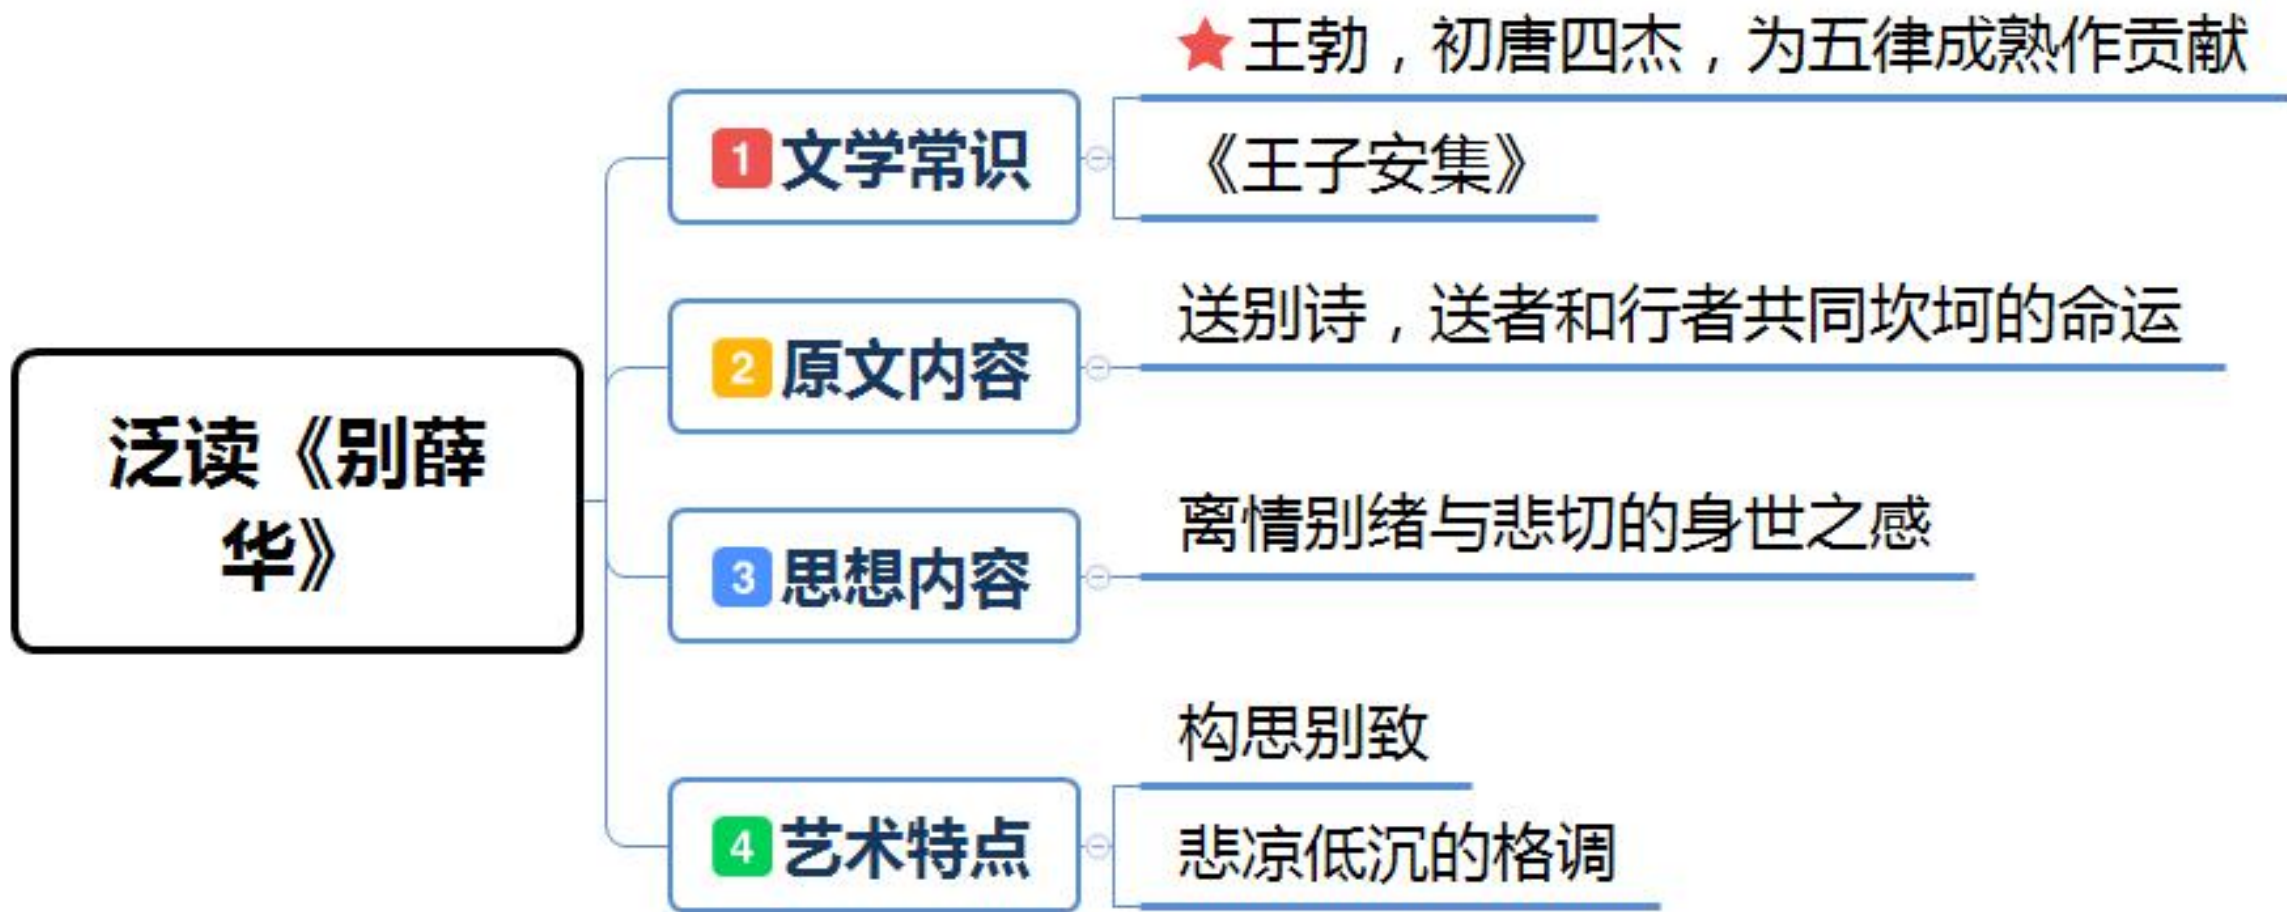 泛读《别薛
华》
1 文学常识
★王勃，初唐四杰，为五律成熟作贡献
《王子安集》
2 原文内容
送别诗，送者和行者共同坎坷的命运
3 思想内容
离情别绪与悲切的身世之感
4 艺术特点
构思别致
悲凉低沉的格调